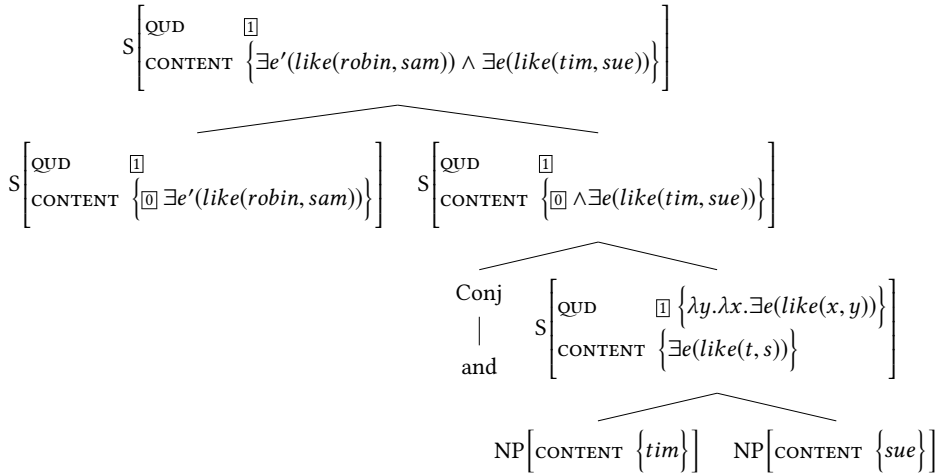 S[QUD [1]
CONTENT {∃e′(like(robin, sam)) ∧ ∃e(like(tim, sue))}]
S[QUD [1]
CONTENT {[0] ∃e′(like(robin, sam))}]
S[QUD [1]
CONTENT {[0] ∧∃e(like(tim, sue))}]
Conj
and
S[QUD [1] {λy.λx.∃e(like(x, y))}
CONTENT {∃e(like(t, s))}]
NP[CONTENT {tim}] NP[CONTENT {sue}]